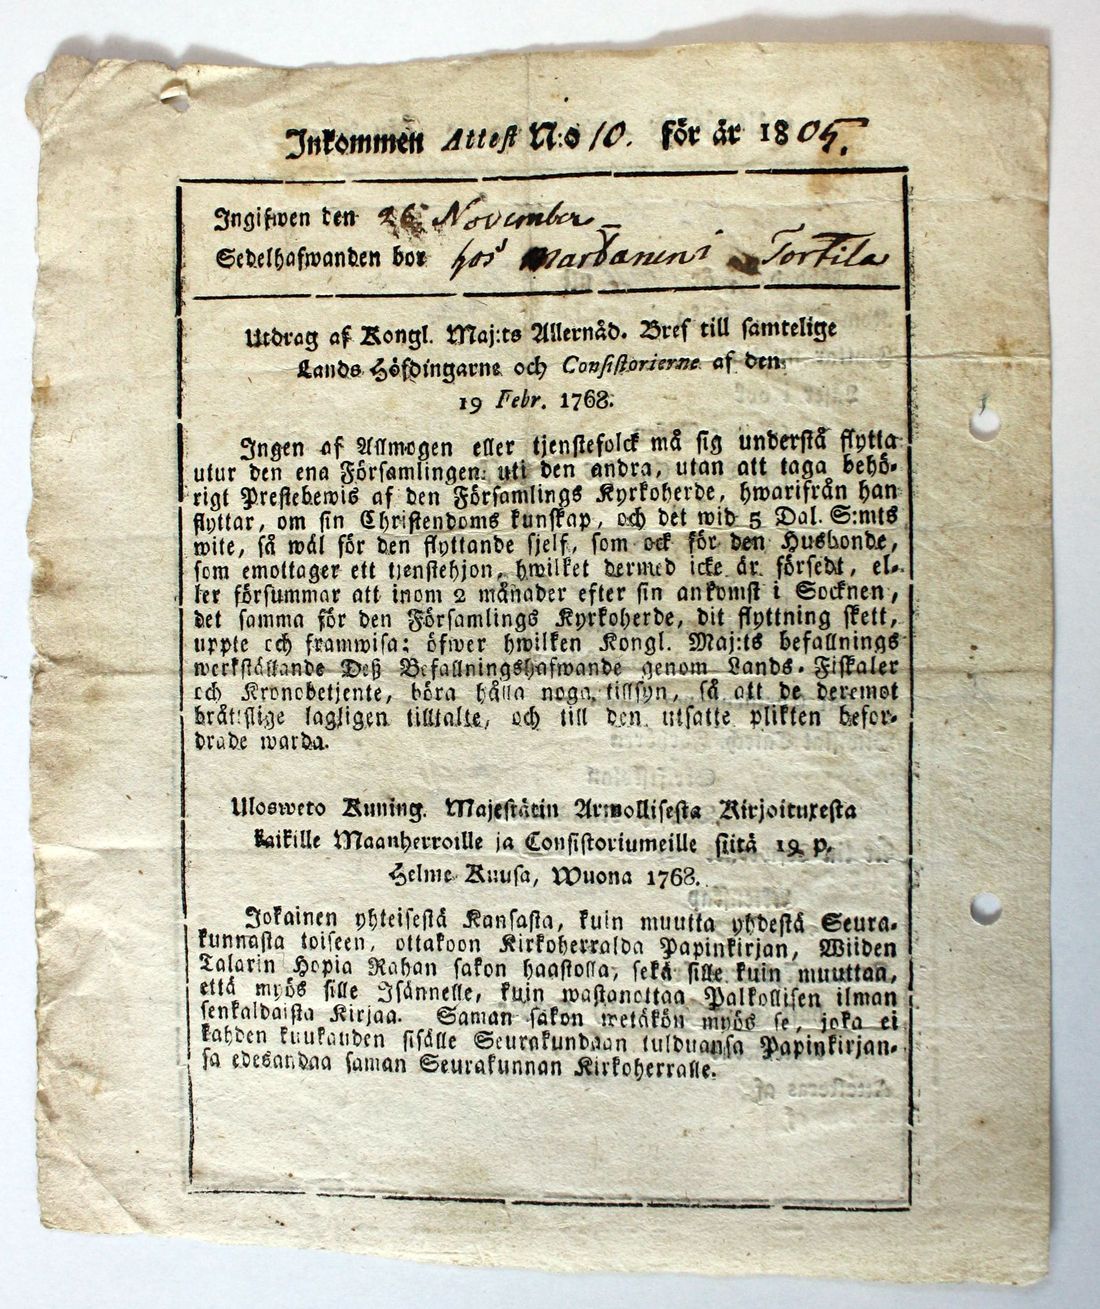 Inkommen Attest N:o 10. för år 1805.
Ingifwen den 26 November
Sedelhafwanden bor hos Tortila
Utdrag af Kongl. Maj:ts Allernåd. Bref till samtelige
Lands Höfdingarne och Consistorierne af den
19 Febr. 1768.
Ingen af Allmogen eller tjenstefolck må sig understå flytta
utur den ena Församlingen uti den andra, utan att taga behö-
rigt Prestebewis af den Församlings Kyrkoherde, hwarifrån han
flyttar, om sin Christendoms kunskap, och det wid 5 Dal. S:mts
wite, så wäl för den flyttande sjelf, som ock för den Husbonde,
som emottager ett tjenstehjon, hwilket dermed icke är försedt, el-
ler försummar att inom 2 månader efter sin ankomst i Socknen,
det samma för den Församlings Kyrkoherde, dit flyttning skett,
uppte och framwisa; öfwer hwilken Kongl. Maj:ts befallnings
werkställande Deß Befallningshafwande genom Lands-Fiskaler
och Kronobetjente, böra hålla noga tillsyn, så att de deremot
bråttslige lagligen tilltalte, och till den utsatte plikten befor-
drade warda.
Ulosweto Kuning. Majestätin Armollisesta Kirjoituxesta
kaikille Maanherroille ja Consistoriumeille siitä 19 p.
Helme Kuusa, Wuona 1768.
Jokainen yhteisestä Kansasta, kuin muutta yhdestä Seura-
kunnasta toiseen, ottakoon Kirkoherralda Papinkirjan, Wiiden
Talarin Hopia Rahan sakon haastolla, sekä sille kuin muuttaa,
että myös sille Isännelle, kuin wastanottaa Palkollisen ilman
senkaldaista Kirjaa. Saman sakon wetäkön myös se, joka ei
kahden kuukauden sisälle Seurakundaan tulduansa Papinkirjan-
sa edesandaa saman Seurakunnan Kirkoherralle.